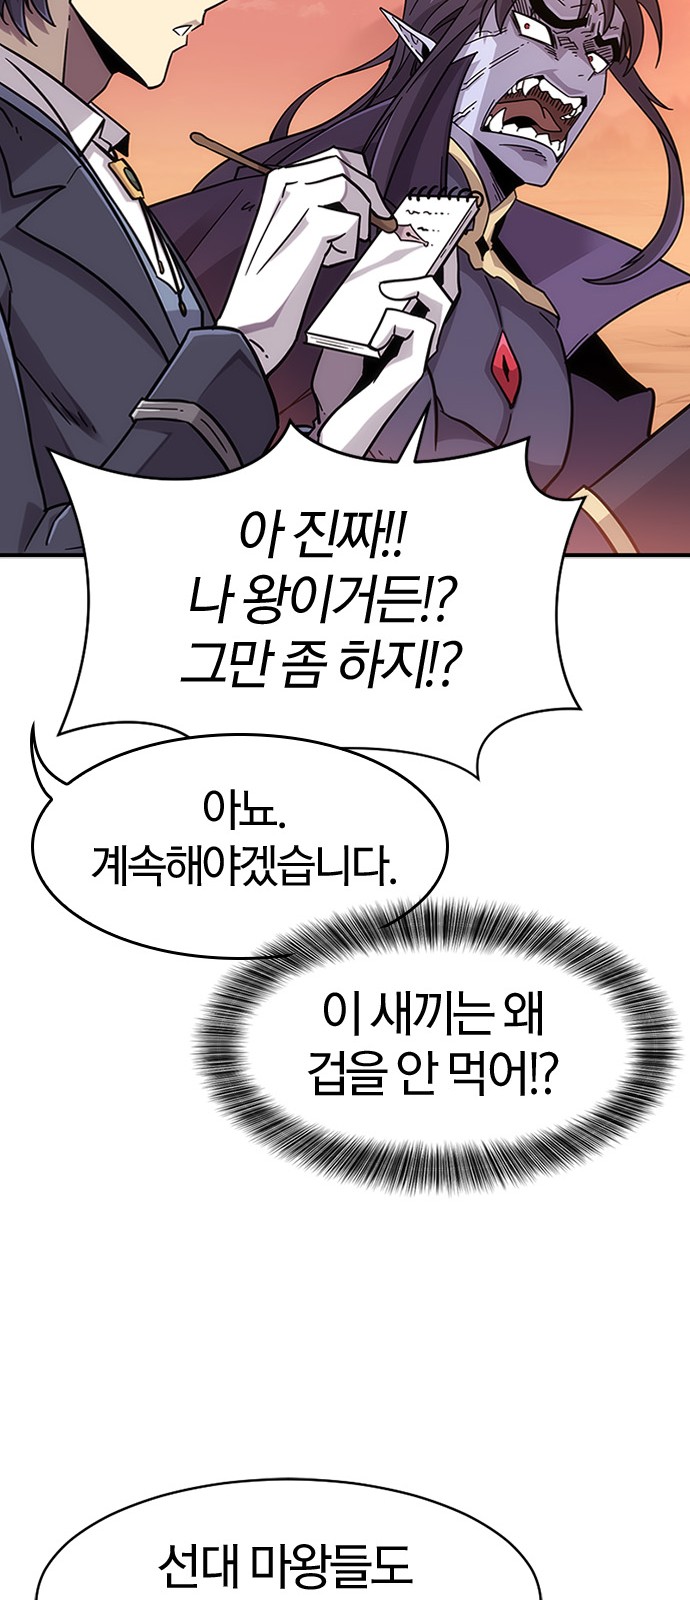 아 진짜!!
나 왕이거든!?
그만 좀 하지!?
아뇨.
계속해야겠습니다.
이 새끼는 왜
겁을 안 먹어!?
선대 마왕들도